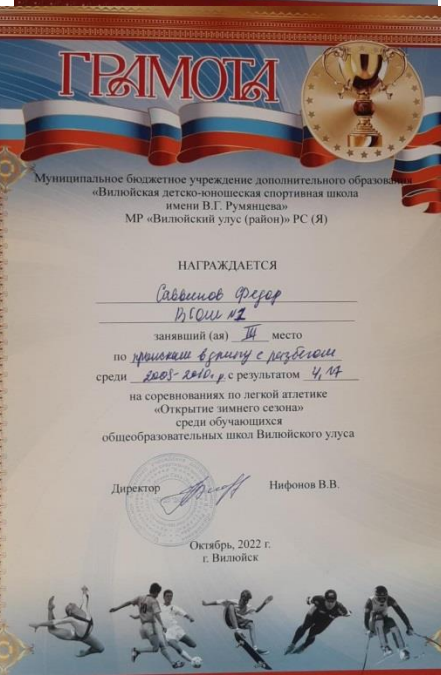 ГРАМОТА
Муниципальное бюджетное учреждение дополнительного образования
«Вилюйская детско-юношеская спортивная школа
имени В.Г. Румянцева»
МР «Вилюйский улус (район)» РС (Я)
НАГРАЖДАЕТСЯ
Саввинов Федор
ВСОШ №1
занявший (ая) III место
по прыжкам в длину с разбегом
среди 2009-2010г.р. с результатом 4,17
на соревнованиях по легкой атлетике
«Открытие зимнего сезона»
среди обучающихся
общеобразовательных школ Вилюйского улуса
Директор Нифонов В.В.
Октябрь, 2022 г.
г. Вилюйск